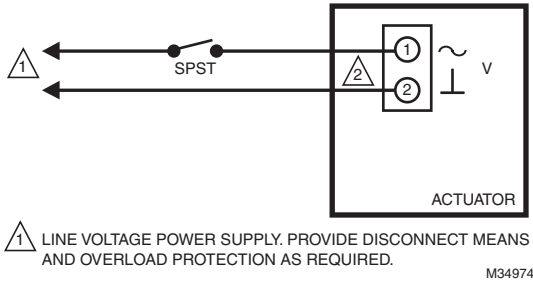 1
SPST
2
1
2
V
ACTUATOR
1 LINE VOLTAGE POWER SUPPLY. PROVIDE DISCONNECT MEANS
AND OVERLOAD PROTECTION AS REQUIRED.
M34974